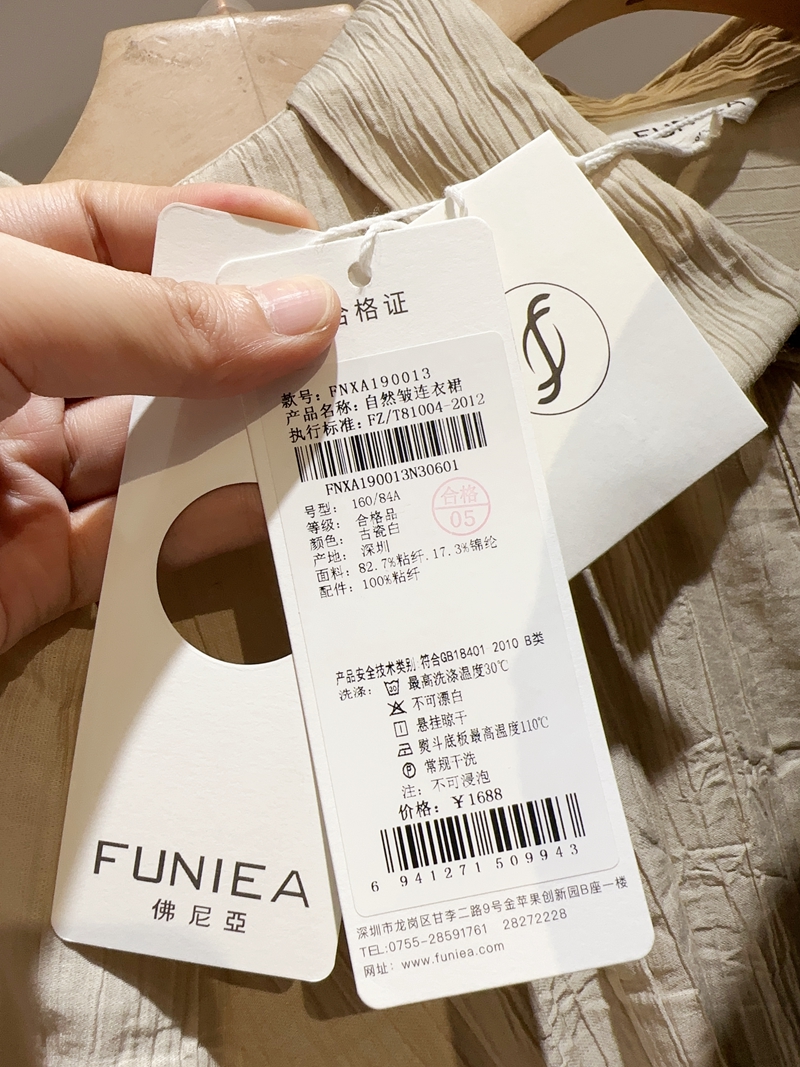 合格证
款号: FNXA190013
产品名称: 自然皱连衣裙
执行标准: FZ/T81004-2012
FNXA190013N30601
号型: 160/84A
等级: 合格品
颜色: 古瓷白
产地: 深圳
面料: 82.7%粘纤.17.3%锦纶
配件: 100%粘纤
合格
05
产品安全技术类别 符合GB18401 2010 B类
洗涤: 30 最高洗涤温度30℃
不可漂白
悬挂晾干
熨斗底板最高温度110℃
P 常规干洗
注: 不可浸泡
价格: ￥1688
6 941271 509943
深圳市龙岗区甘李二路9号金苹果创新园B座一楼
TEL:0755-28591761 28272228
网址: www.funiea.com
FUNIEA
佛尼亞
FUNIEA